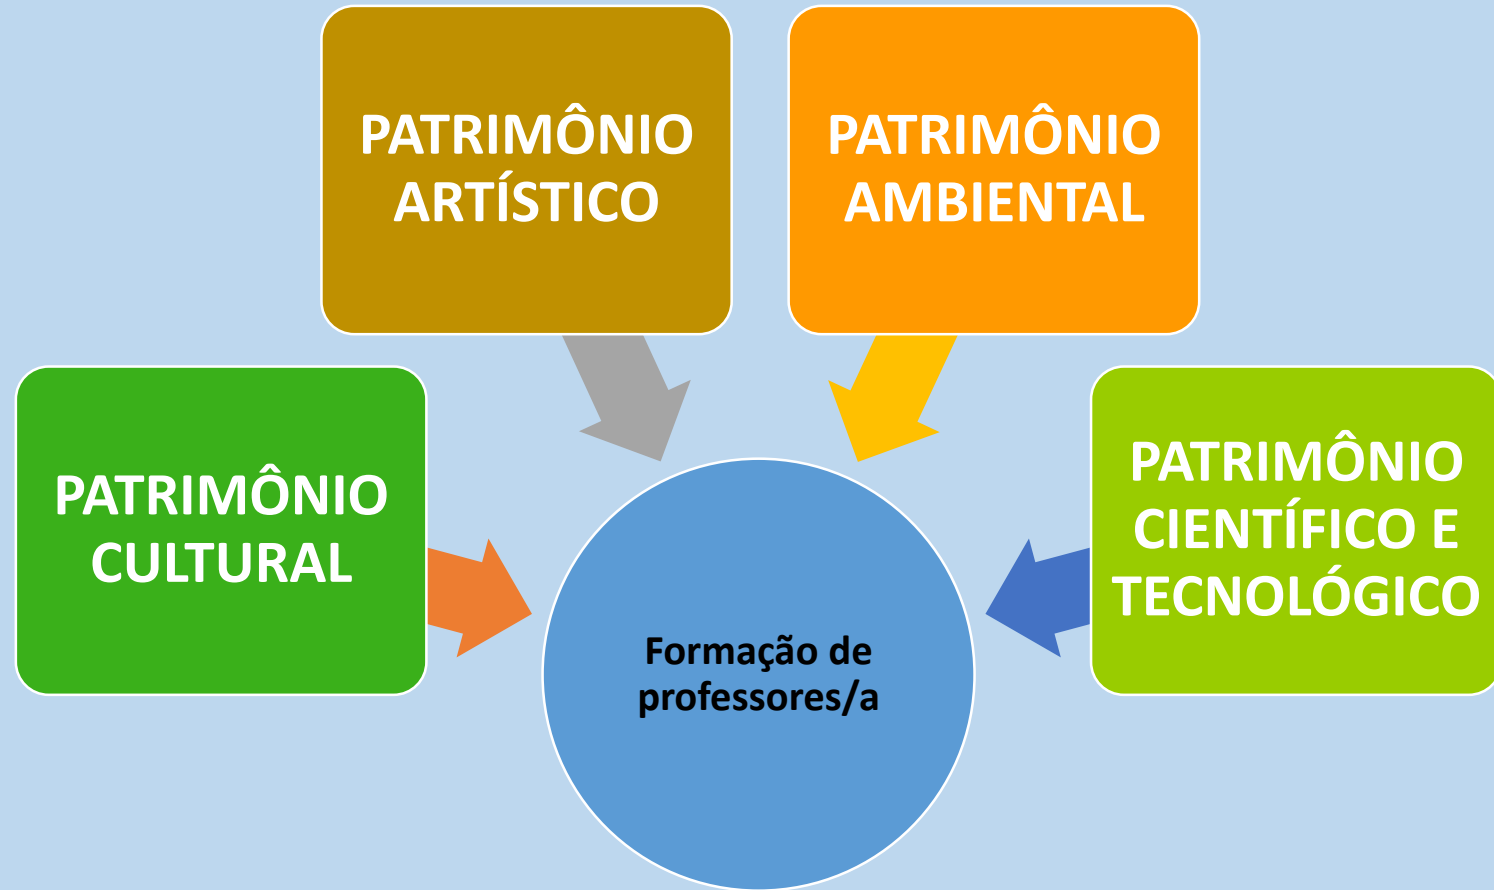 PATRIMÔNIO
ARTÍSTICO
PATRIMÔNIO
AMBIENTAL
PATRIMÔNIO
CULTURAL
PATRIMÔNIO
CIENTÍFICO E
TECNOLÓGICO
Formação de
professores/a